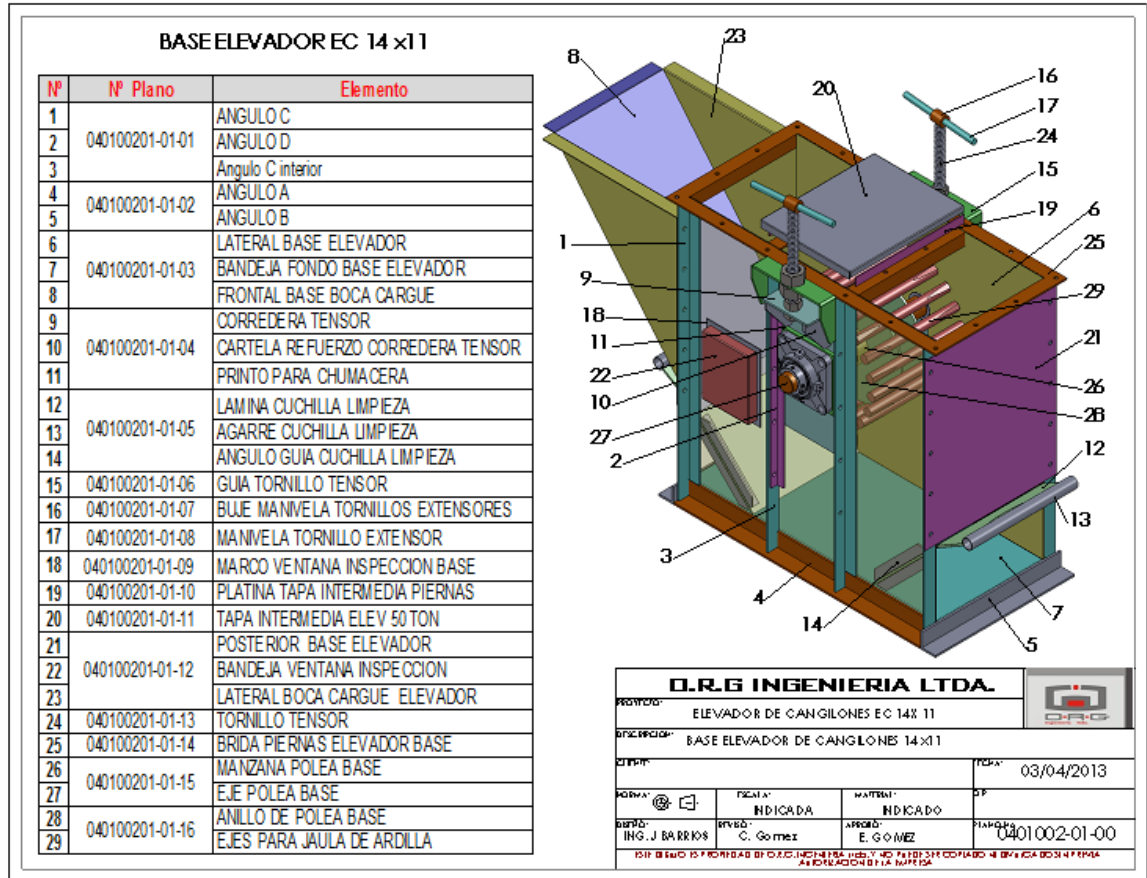 BASE ELEVADOR EC 14 x11
Nº Nº Plano Elemento
1 040100201-01-01 ANGULO C
2 ANGULO D
3 Angulo C interior
4 040100201-01-02 ANGULO A
5 ANGULO B
6 040100201-01-03 LATERAL BASE ELEVADOR
7 BANDEJA FONDO BASE ELEVADOR
8 FRONTAL BASE BOCA CARGUE
9 040100201-01-04 CORREDERA TENSOR
10 CARTELA REFUERZO CORREDERA TENSOR
11 PRINTO PARA CHUMACERA
12 040100201-01-05 LAMINA CUCHILLA LIMPIEZA
13 AGARRE CUCHILLA LIMPIEZA
14 ANGULO GUIA CUCHILLA LIMPIEZA
15 040100201-01-06 GUIA TORNILLO TENSOR
16 040100201-01-07 BUJE MANIVELA TORNILLOS EXTENSORES
17 040100201-01-08 MANIVELA TORNILLO EXTENSOR
18 040100201-01-09 MARCO VENTANA INSPECCION BASE
19 040100201-01-10 PLATINA TAPA INTERMEDIA PIERNAS
20 040100201-01-11 TAPA INTERMEDIA ELEV 50 TON
21 040100201-01-12 POSTERIOR BASE ELEVADOR
22 BANDEJA VENTANA INSPECCION
23 LATERAL BOCA CARGUE ELEVADOR
24 040100201-01-13 TORNILLO TENSOR
25 040100201-01-14 BRIDA PIERNAS ELEVADOR BASE
26 040100201-01-15 MANZANA POLEA BASE
27 EJE POLEA BASE
28 040100201-01-16 ANILLO DE POLEA BASE
29 EJES PARA JAULA DE ARDILLA
8
23
20
16
17
24
15
19
6
25
1
9
18
11
22
10
27
2
29
21
26
28
12
13
3
4
14
7
5
O.R.G INGENIERIA LTDA.
PROYECTO:
ELEVADOR DE CANGILONES EC 14X 11
O·R·G
DESCRIPCION: BASE ELEVADOR DE CANGILONES 14 x11
FECHA: 03/04/2013
NORMA: ESCALA: INDICADA MATERIAL: INDICADO
ING. J BARRIOS C. Gomez E. GOMEZ 0401002-01-00